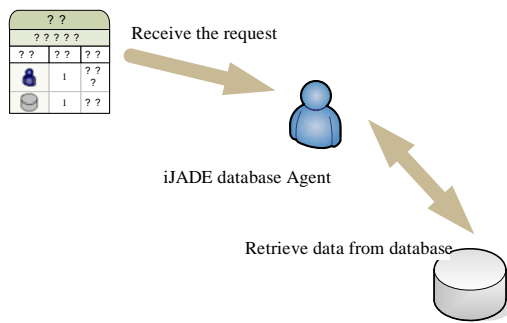 ? ?
? ? ? ? ?
? ? ? ? ? ?
1 ? ? ?
1 ? ?
Receive the request
iJADE database Agent
Retrieve data from database